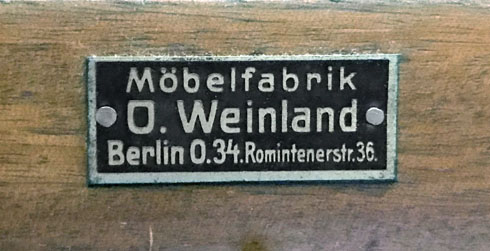 Möbelfabrik
O. Weinland
Berlin O.34. Romintenerstr. 36.